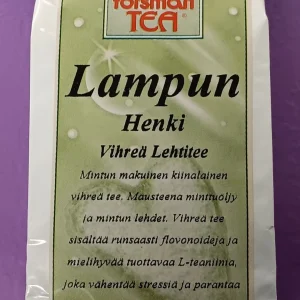 forsman
TEA®
Lampun
Henki
Vihreä Lehtitee
Mintun makuinen kiinalainen
vihreä tee. Mausteena minttuöljy
ja mintun lehdet. Vihreä tee
sisältää runsaasti flovonoideja ja
mielihyvää tuottavaa L-teaniinia,
joka vähentää stressiä ja parantaa